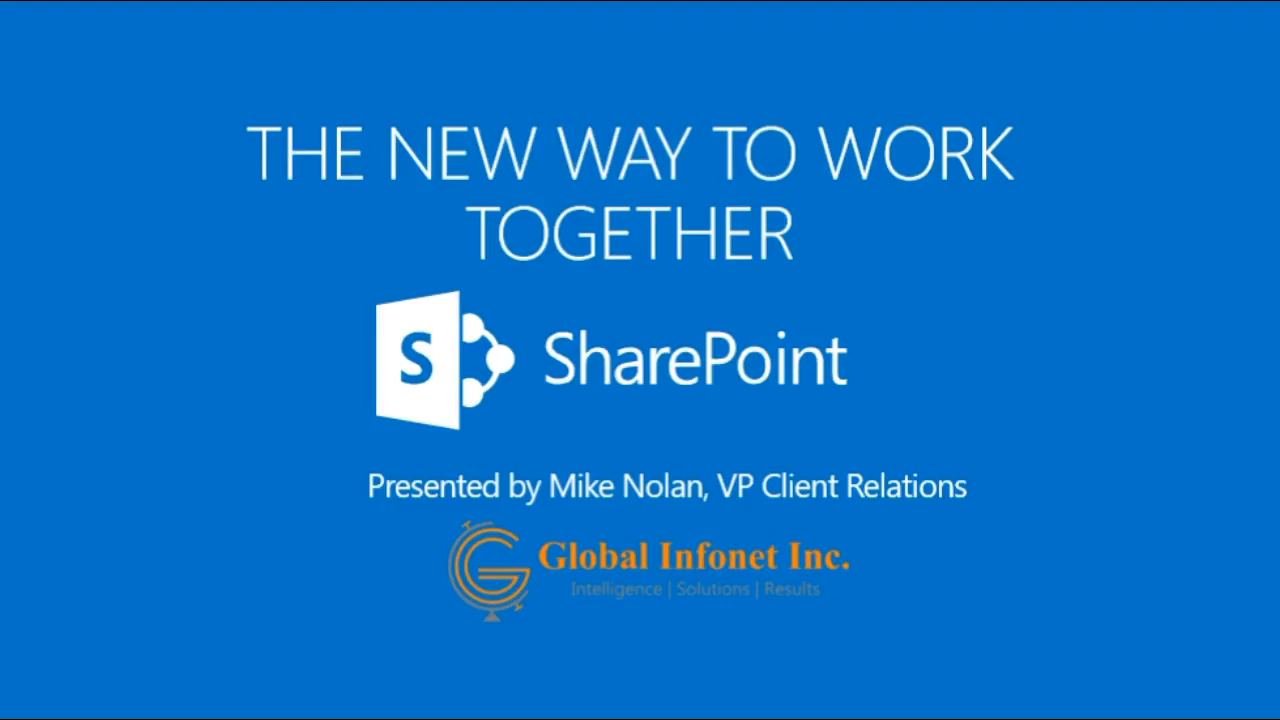 THE NEW WAY TO WORK
TOGETHER
S SharePoint
Presented by Mike Nolan, VP Client Relations
Global Infonet Inc.
Intelligence | Solutions | Results